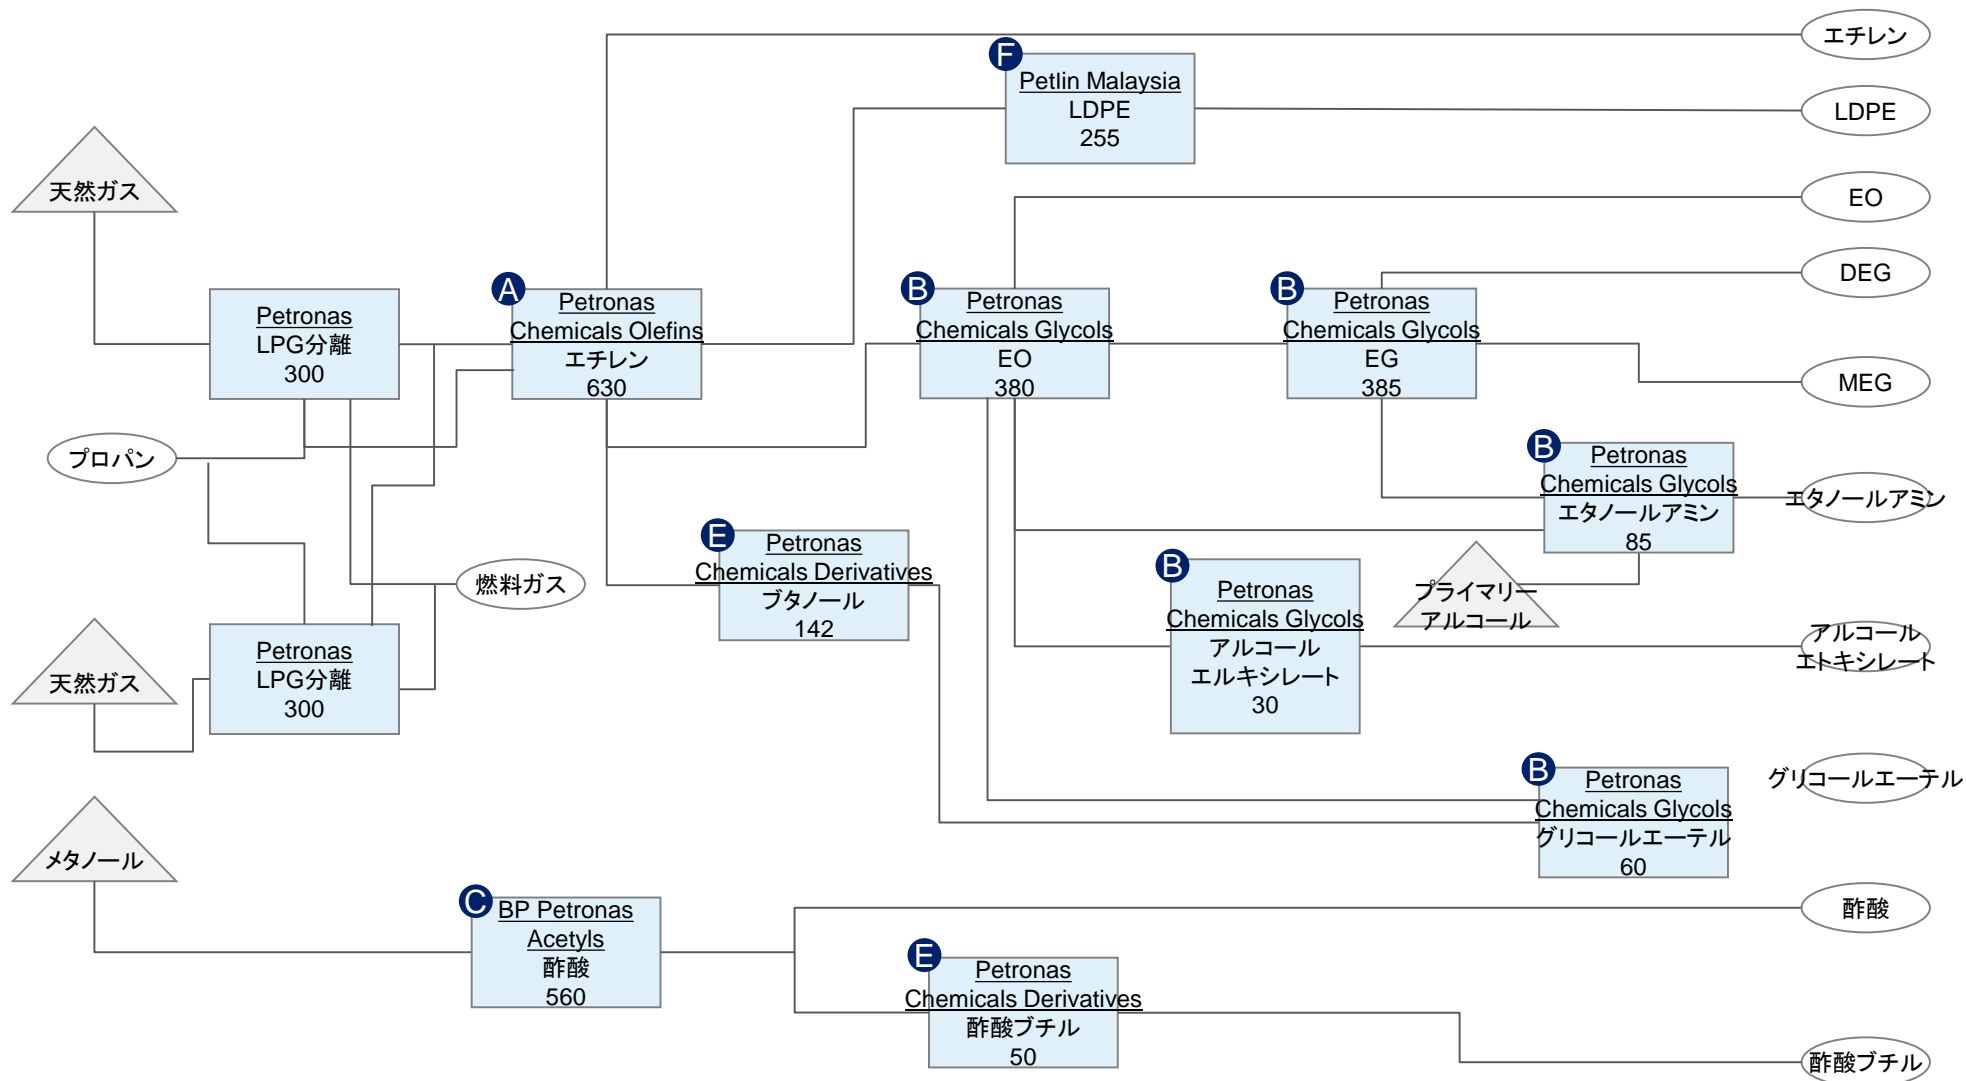 エチレン
F
Petlin Malaysia
LDPE
255
LDPE
天然ガス
EO
DEG
Petronas
LPG分離
300
A
Petronas
Chemicals Olefins
エチレン
630
B
Petronas
Chemicals Glycols
EO
380
B
Petronas
Chemicals Glycols
EG
385
MEG
プロパン
B
Petronas
Chemicals Glycols
エタノールアミン
85
エタノールアミン
E
Petronas
Chemicals Derivatives
ブタノール
142
燃料ガス
B
Petronas
Chemicals Glycols
アルコール
エルキシレート
30
プライマリー
アルコール
アルコール
エトキシレート
天然ガス
Petronas
LPG分離
300
B
Petronas
Chemicals Glycols
グリコールエーテル
60
グリコールエーテル
メタノール
C
BP Petronas
Acetyls
酢酸
560
酢酸
E
Petronas
Chemicals Derivatives
酢酸ブチル
50
酢酸ブチル